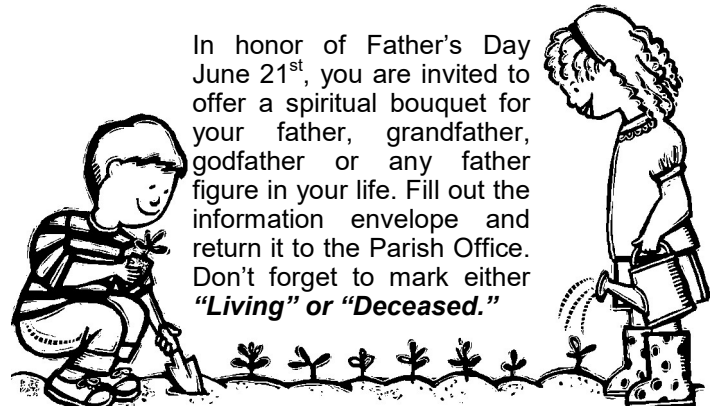 In honor of Father’s Day
June 21st, you are invited to
offer a spiritual bouquet for
your father, grandfather,
godfather or any father
figure in your life. Fill out the
information envelope and
return it to the Parish Office.
Don’t forget to mark either
“Living” or “Deceased.”